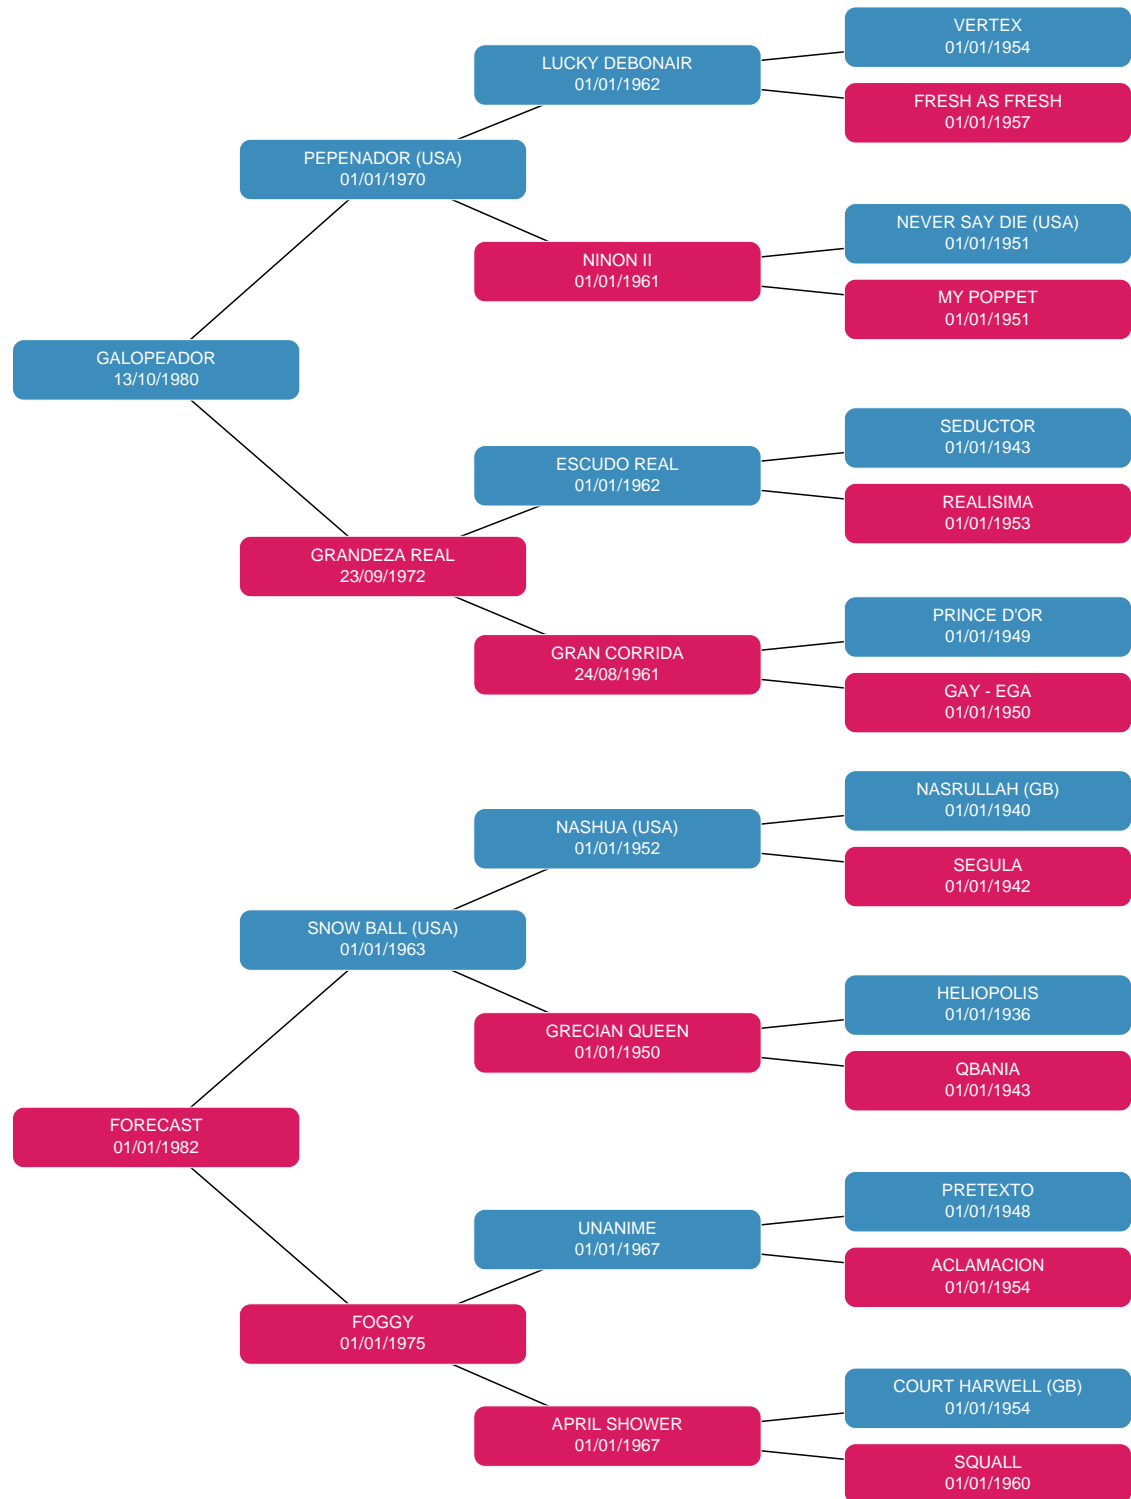 VERTEX
01/01/1954
LUCKY DEBONAIR
01/01/1962
FRESH AS FRESH
01/01/1957
PEPENADOR (USA)
01/01/1970
NEVER SAY DIE (USA)
01/01/1951
NINON II
01/01/1961
MY POPPET
01/01/1951
GALOPEADOR
13/10/1980
SEDUCTOR
01/01/1943
ESCUDO REAL
01/01/1962
REALISIMA
01/01/1953
GRANDEZA REAL
23/09/1972
PRINCE D'OR
01/01/1949
GRAN CORRIDA
24/08/1961
GAY - EGA
01/01/1950
NASRULLAH (GB)
01/01/1940
NASHUA (USA)
01/01/1952
SEGULA
01/01/1942
SNOW BALL (USA)
01/01/1963
HELIOPOLIS
01/01/1936
GRECIAN QUEEN
01/01/1950
QBANIA
01/01/1943
FORECAST
01/01/1982
PRETEXTO
01/01/1948
UNANIME
01/01/1967
ACLAMACION
01/01/1954
FOGGY
01/01/1975
COURT HARWELL (GB)
01/01/1954
APRIL SHOWER
01/01/1967
SQUALL
01/01/1960